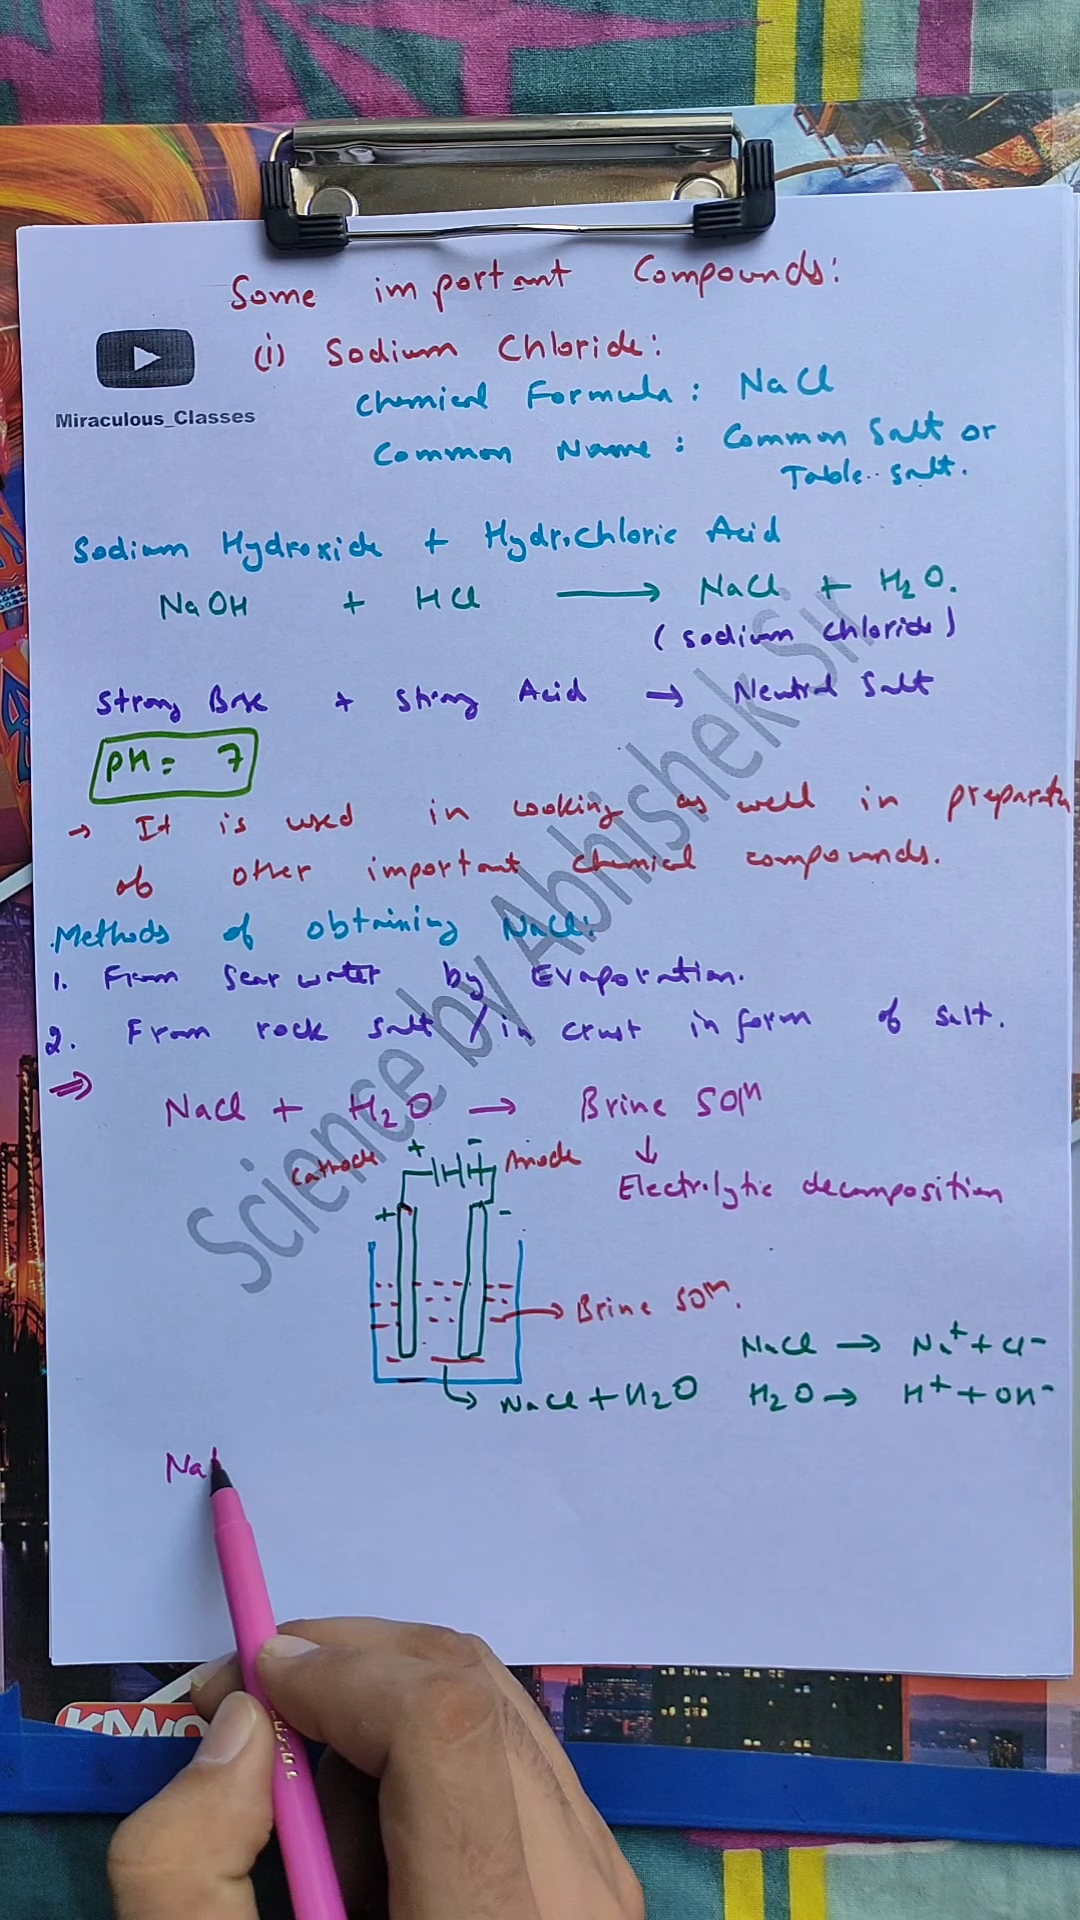 Some important Compounds:
(i) Sodium Chloride:
Miraculous_Classes
Chemical Formula: NaCl
Common Name: Common Salt or
Table salt.
Sodium Hydroxide + Hydrochloric Acid
NaOH + HCl → NaCl + H₂O.
(Sodium chloride)
Strong Base + Strong Acid → Neutral Salt
PH = 7
→ It is used in cooking as well in preparation
of other important chemical compounds.
Methods of obtaining NaCl:
1. From Sear water by Evaporation.
2. From rock salt / in crust in form of salt.
⇒ NaCl + H₂O → Brine solⁿ
↓
Electrolytic decomposition
Cathode + - Anode
+ -
→ Brine solⁿ.
NaCl → Na⁺ + Cl⁻
→ NaCl + H₂O
H₂O → H⁺ + OH⁻
Na
Science by Abhishek Sir